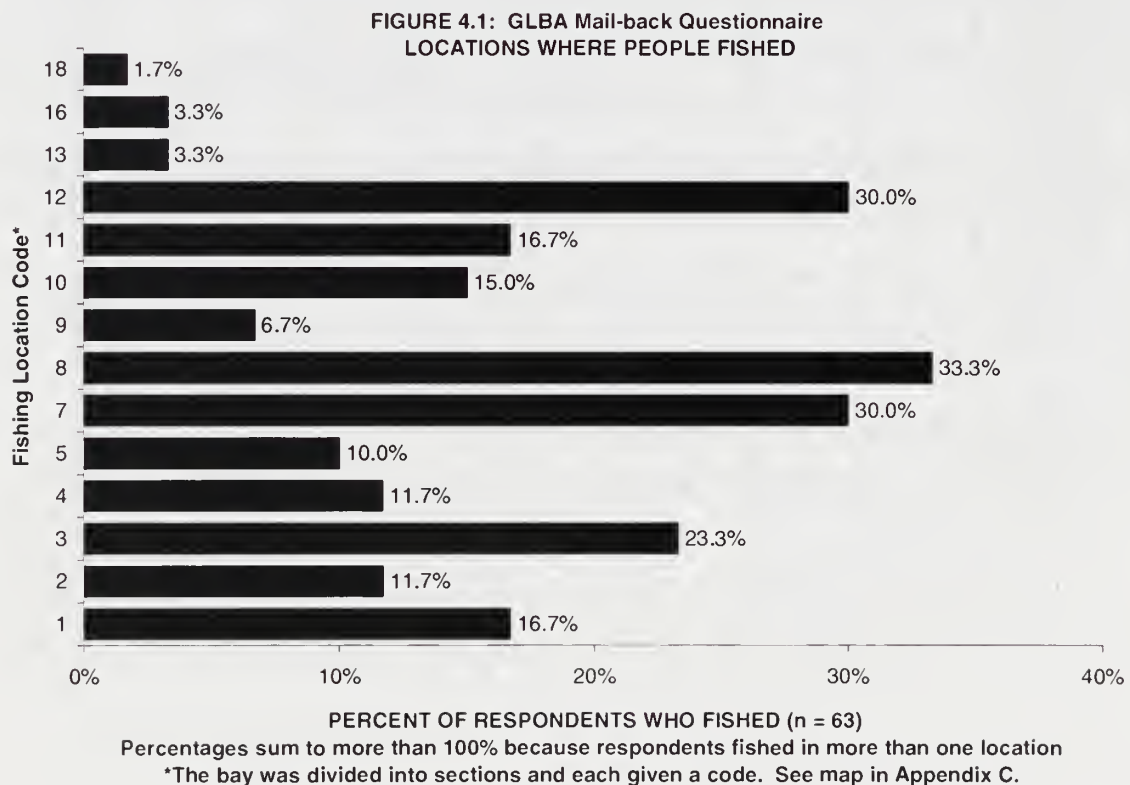 FIGURE 4.1: GLBA Mail-back Questionnaire
LOCATIONS WHERE PEOPLE FISHED
Fishing Location Code*
18 1.7%
16 3.3%
13 3.3%
12 30.0%
11 16.7%
10 15.0%
9 6.7%
8 33.3%
7 30.0%
5 10.0%
4 11.7%
3 23.3%
2 11.7%
1 16.7%
0% 10% 20% 30% 40%
PERCENT OF RESPONDENTS WHO FISHED (n = 63)
Percentages sum to more than 100% because respondents fished in more than one location
*The bay was divided into sections and each given a code. See map in Appendix C.